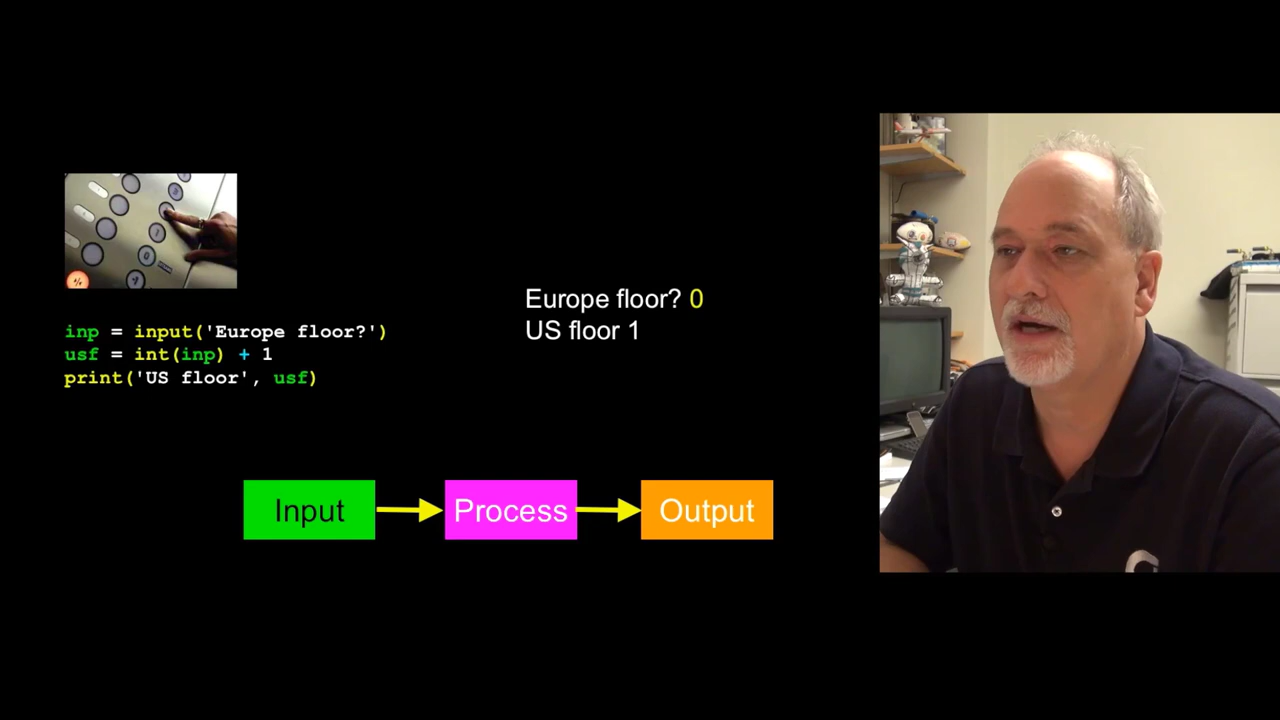 inp = input('Europe floor?')
usf = int(inp) + 1
print('US floor', usf)
Europe floor? 0
US floor 1
Input
Process
Output